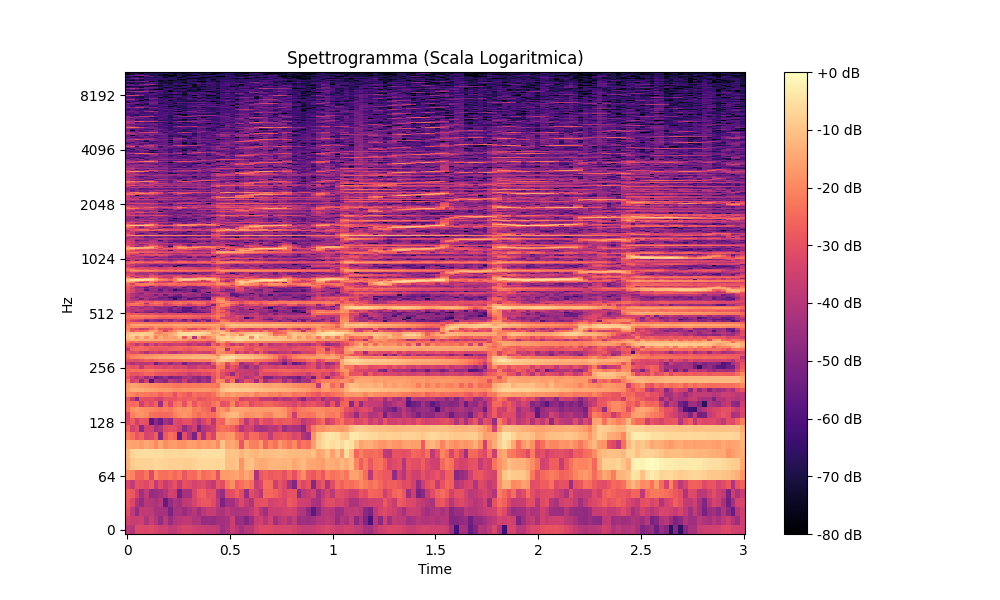 Spettrogramma (Scala Logaritmica)
Hz
8192
4096
2048
1024
512
256
128
64
0
0
0.5
1
1.5
2
2.5
3
Time
+0 dB
-10 dB
-20 dB
-30 dB
-40 dB
-50 dB
-60 dB
-70 dB
-80 dB